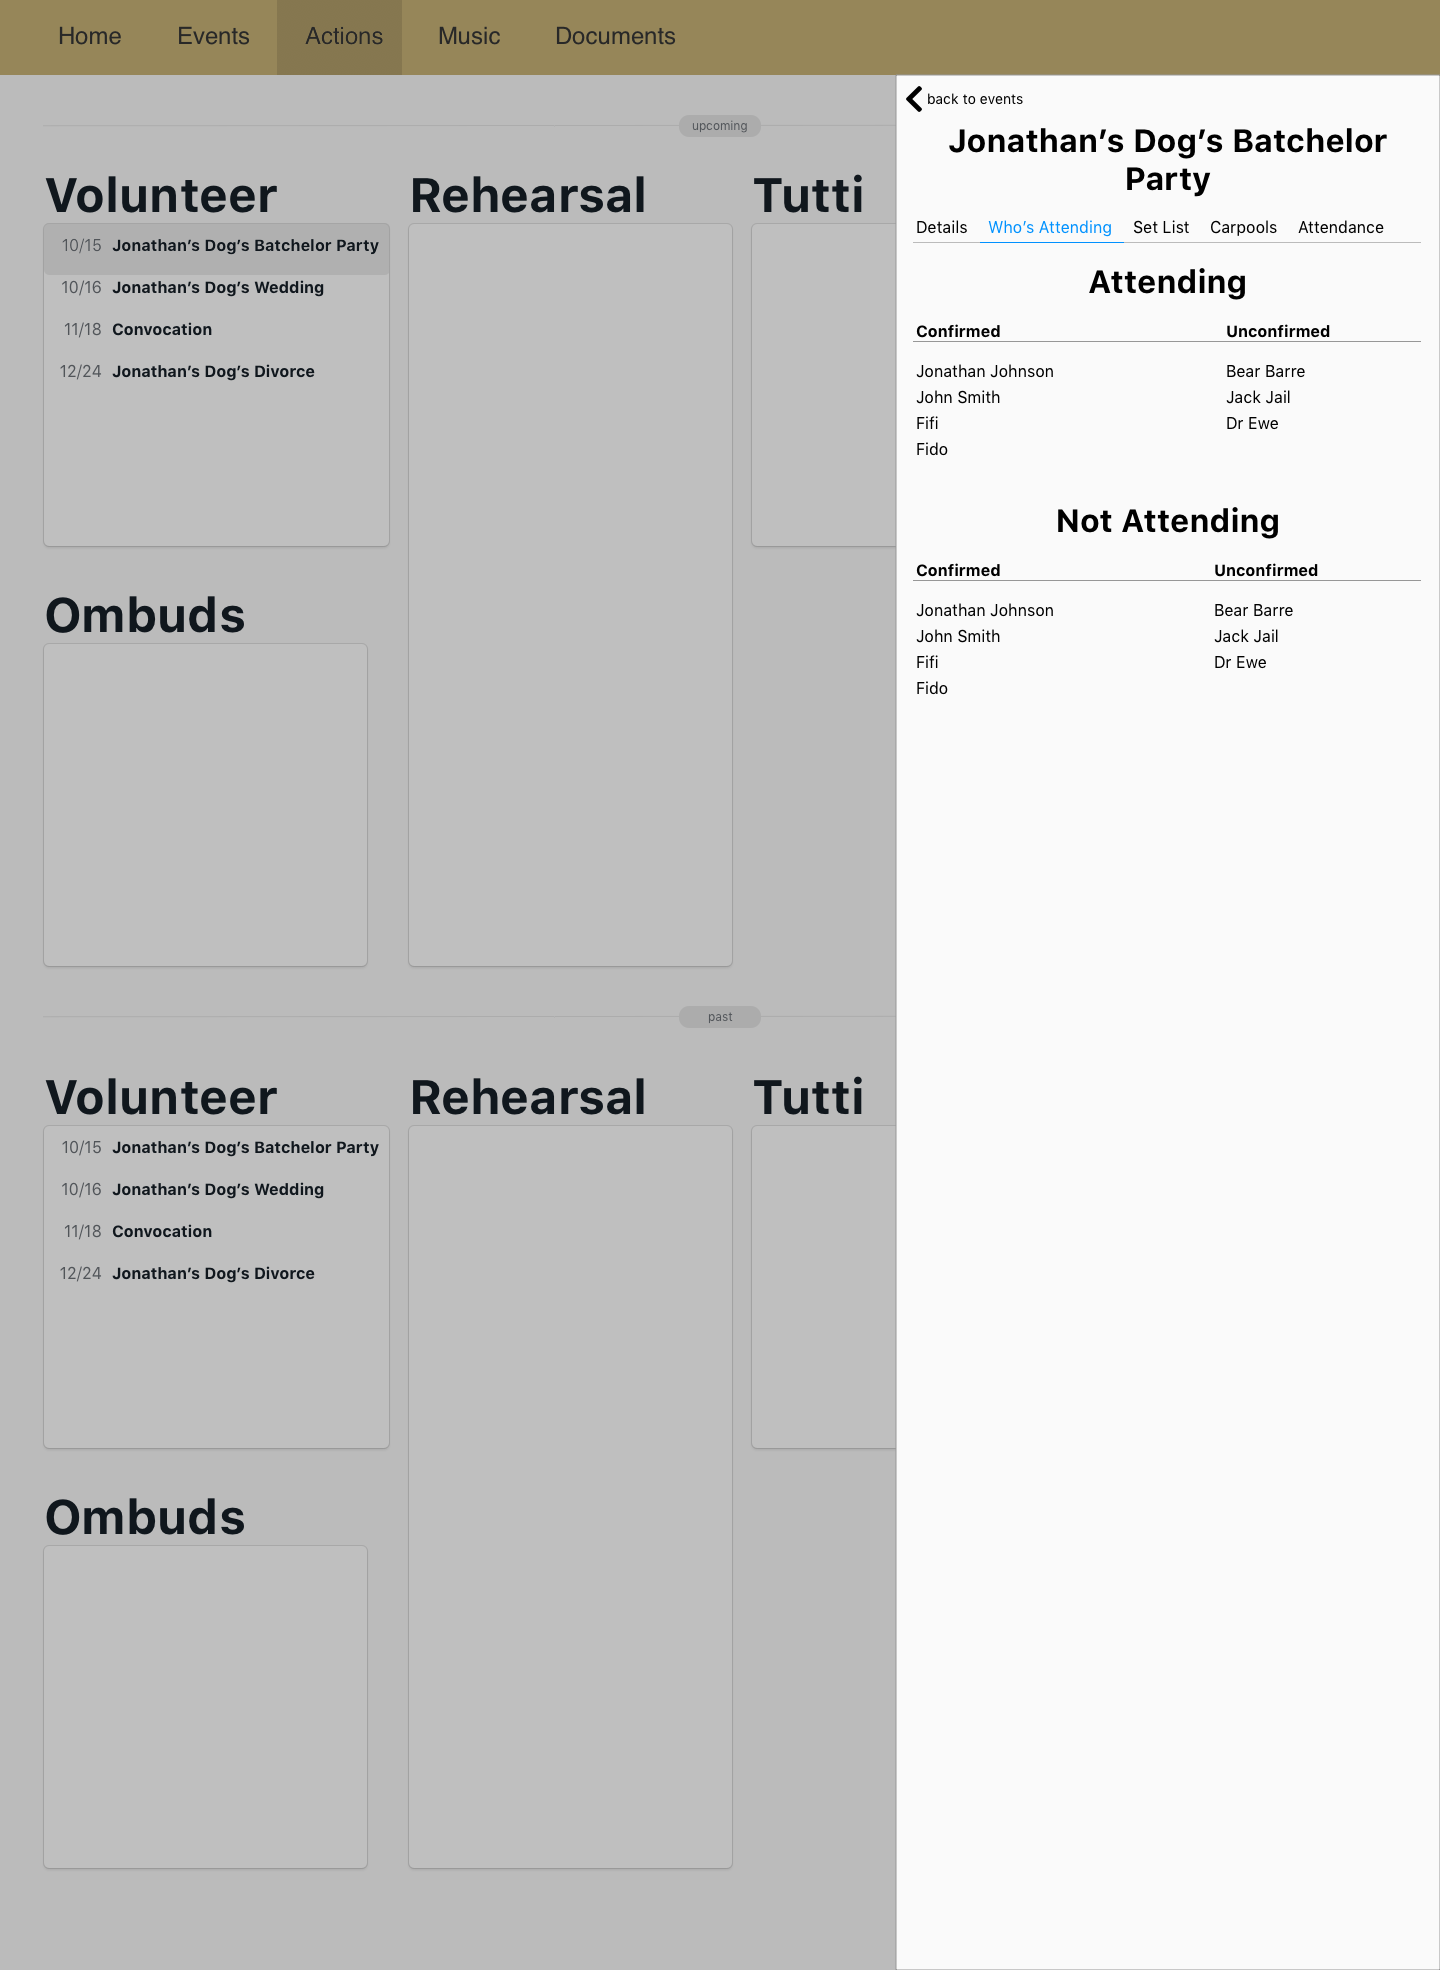 Home Events Actions Music Documents
upcoming
Volunteer
10/15 Jonathan’s Dog’s Batchelor Party
10/16 Jonathan’s Dog’s Wedding
11/18 Convocation
12/24 Jonathan’s Dog’s Divorce
Rehearsal
Tutti
Ombuds
past
Volunteer
10/15 Jonathan’s Dog’s Batchelor Party
10/16 Jonathan’s Dog’s Wedding
11/18 Convocation
12/24 Jonathan’s Dog’s Divorce
Rehearsal
Tutti
Ombuds
back to events
Jonathan’s Dog’s Batchelor
Party
Details Who’s Attending Set List Carpools Attendance
Attending
Confirmed Unconfirmed
Jonathan Johnson Bear Barre
John Smith Jack Jail
Fifi Dr Ewe
Fido
Not Attending
Confirmed Unconfirmed
Jonathan Johnson Bear Barre
John Smith Jack Jail
Fifi Dr Ewe
Fido